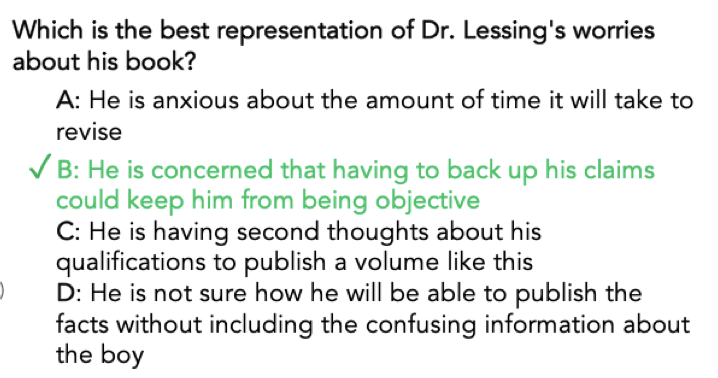 Which is the best representation of Dr. Lessing's worries
about his book?
A: He is anxious about the amount of time it will take to
revise
✓ B: He is concerned that having to back up his claims
could keep him from being objective
C: He is having second thoughts about his
qualifications to publish a volume like this
) D: He is not sure how he will be able to publish the
facts without including the confusing information about
the boy